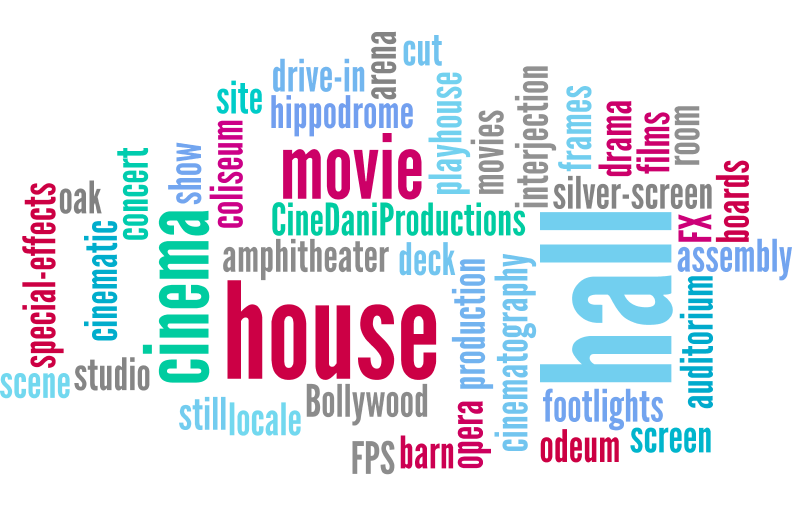 arena
cut
drive-in
site
hippodrome
playhouse
interjection
frames
movies
drama
films
room
coliseum
show
concert
movie
silver-screen
boards
special-effects
oak
cinematic
cinema
CineDaniProductions
hall
FX
amphitheater
deck
assembly
house
production
cinematography
auditorium
scene
studio
Bollywood
still
locale
footlights
opera
FPS
barn
odeum
screen